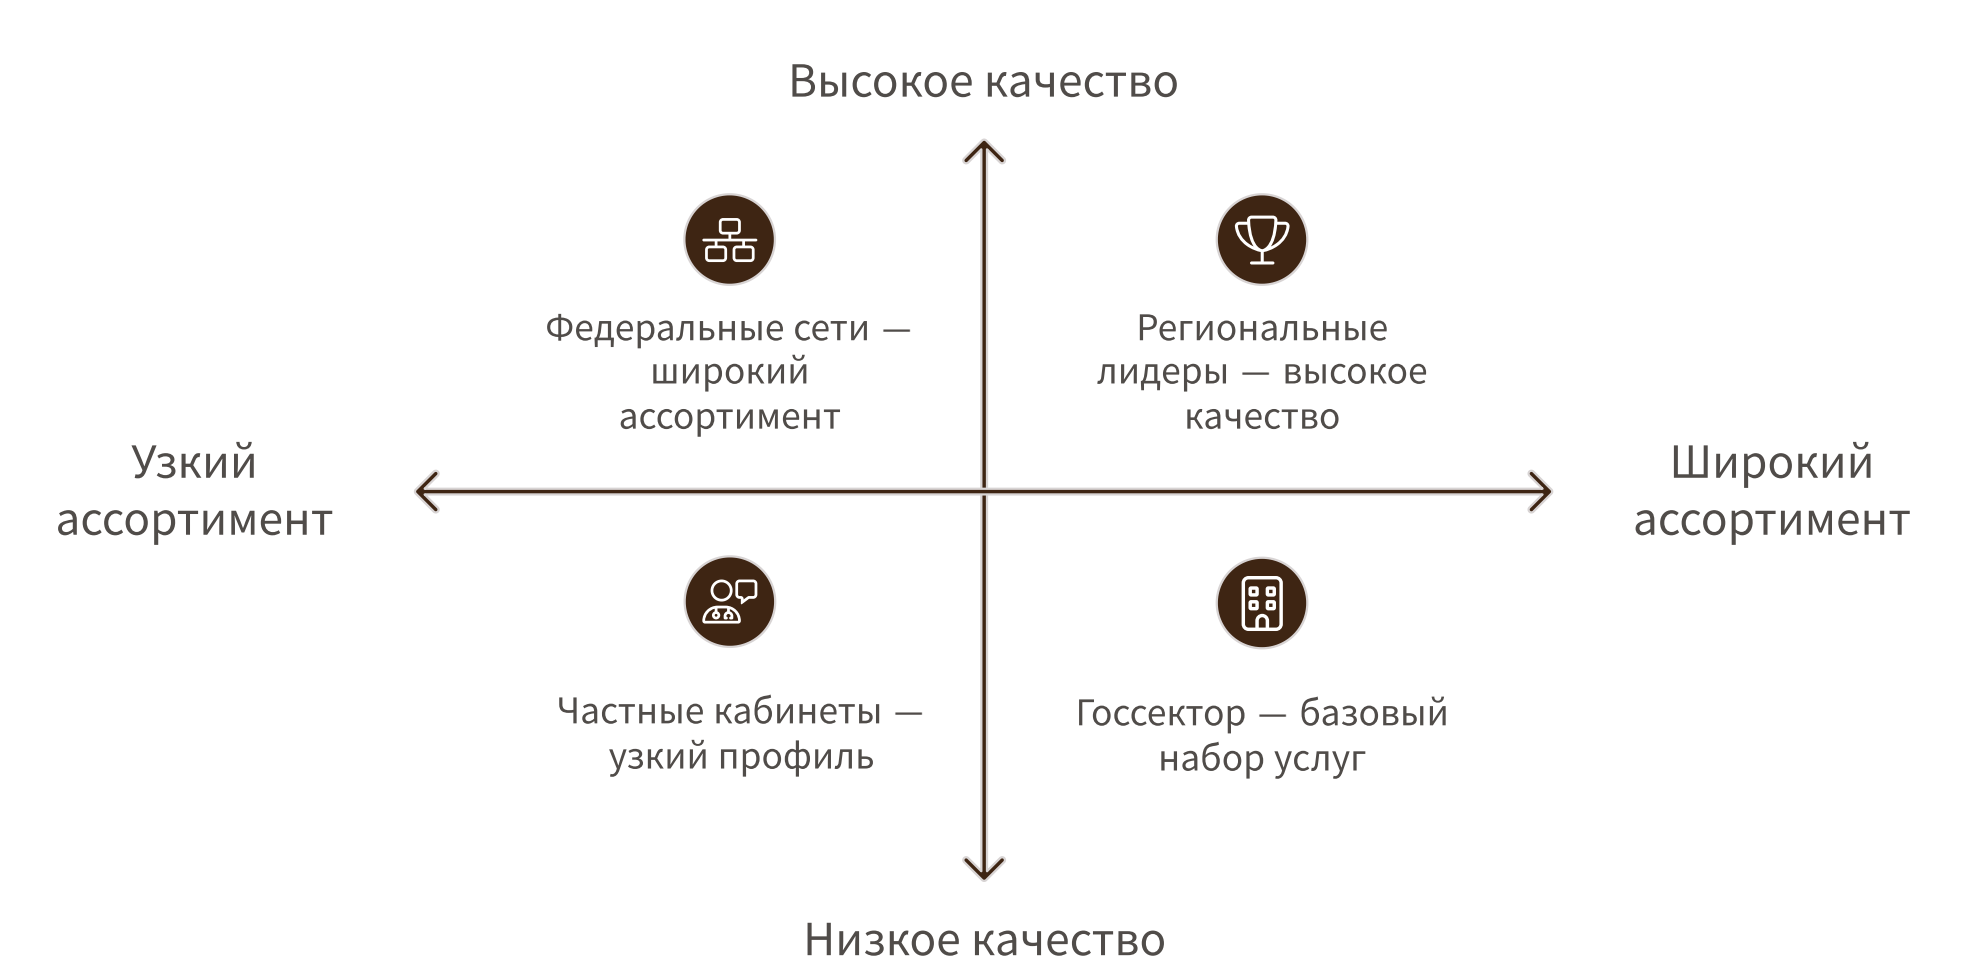 Высокое качество
Федеральные сети —
широкий
ассортимент
Региональные
лидеры — высокое
качество
Узкий
ассортимент
Широкий
ассортимент
Частные кабинеты —
узкий профиль
Госсектор — базовый
набор услуг
Низкое качество